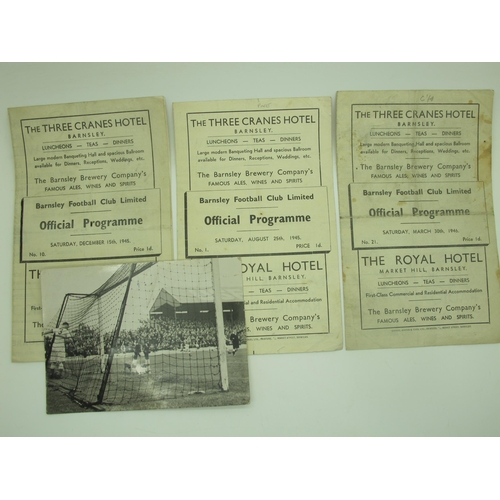 THE THREE CRANES HOTEL
BARNSLEY.
LUNCHEONS — TEAS — DINNERS
Large modern Banqueting Hall and spacious Ballroom
available for Dinners, Receptions, Weddings, etc.
The Barnsley Brewery Company's
FAMOUS ALES, WINES AND SPIRITS
Barnsley Football Club Limited
Official Programme
SATURDAY, DECEMBER 15th, 1945.
No. 10.
Price 1d.
TH
First-
THE THREE CRANES HOTEL
BARNSLEY.
LUNCHEONS — TEAS — DINNERS
Large modern Banqueting Hall and spacious Ballroom
available for Dinners, Receptions, Weddings, etc.
The Barnsley Brewery Company's
FAMOUS ALES, WINES AND SPIRITS
Barnsley Football Club Limited
Official Programme
SATURDAY, AUGUST 25th, 1945.
No. 1.
PRICE 1d.
ROYAL HOTEL
HILL, BARNSLEY.
TEAS — DINNERS
and Residential Accommodation
Barnsley Brewery Company's
ALES, WINES AND SPIRITS.
THE THREE CRANES HOTEL
BARNSLEY.
LUNCHEONS — TEAS — DINNERS
Large modern Banqueting Hall and spacious Ballroom
available for Dinners, Receptions, Weddings, etc.
The Barnsley Brewery Company's
FAMOUS ALES, WINES AND SPIRITS
Barnsley Football Club Limited
Official Programme
SATURDAY, MARCH 30th, 1946.
No. 21.
Price 1d.
THE ROYAL HOTEL
MARKET HILL, BARNSLEY.
LUNCHEONS — TEAS — DINNERS
First-Class Commercial and Residential Accommodation
The Barnsley Brewery Company's
FAMOUS ALES, WINES AND SPIRITS.